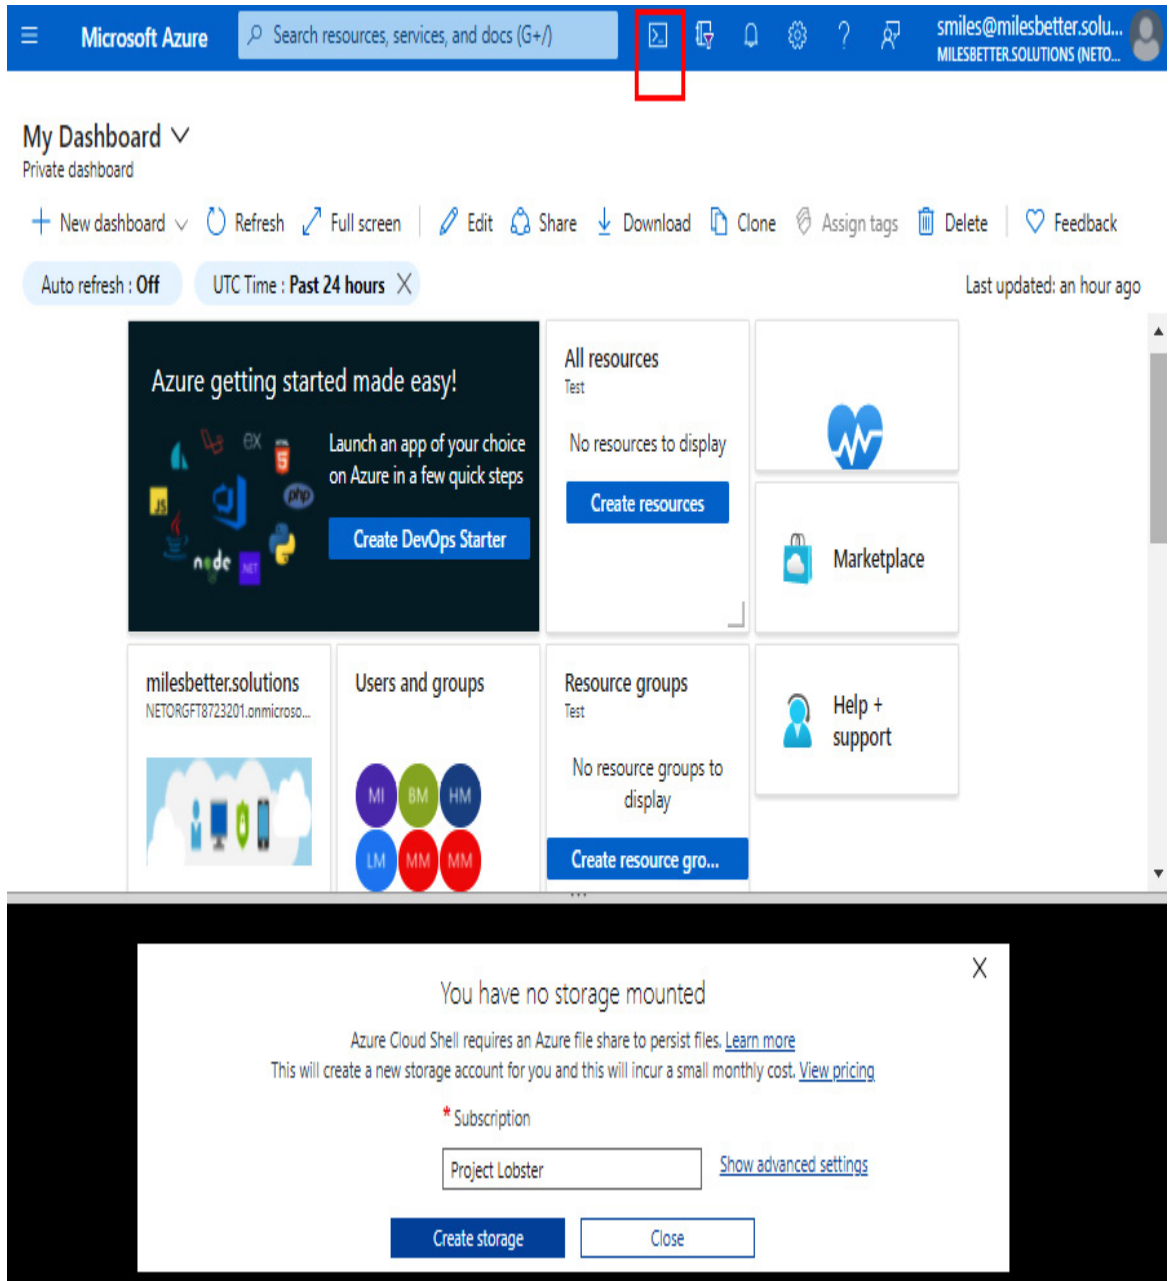 Microsoft Azure
Search resources, services, and docs (G+/)
smiles@milesbetter.solu...
MILESBETTER.SOLUTIONS (NETO...
My Dashboard
Private dashboard
New dashboard
Refresh
Full screen
Edit
Share
Download
Clone
Assign tags
Delete
Feedback
Auto refresh : Off
UTC Time : Past 24 hours
Last updated: an hour ago
Azure getting started made easy!
Launch an app of your choice
on Azure in a few quick steps
Create DevOps Starter
ex
5
JS
php
node
.NET
All resources
Test
No resources to display
Create resources
Marketplace
milesbetter.solutions
NETORGFT8723201.onmicroso...
Users and groups
MI BM HM
LM MM MM
Resource groups
Test
No resource groups to
display
Create resource gro...
Help +
support
You have no storage mounted
Azure Cloud Shell requires an Azure file share to persist files. Learn more
This will create a new storage account for you and this will incur a small monthly cost. View pricing
* Subscription
Project Lobster
Show advanced settings
Create storage
Close